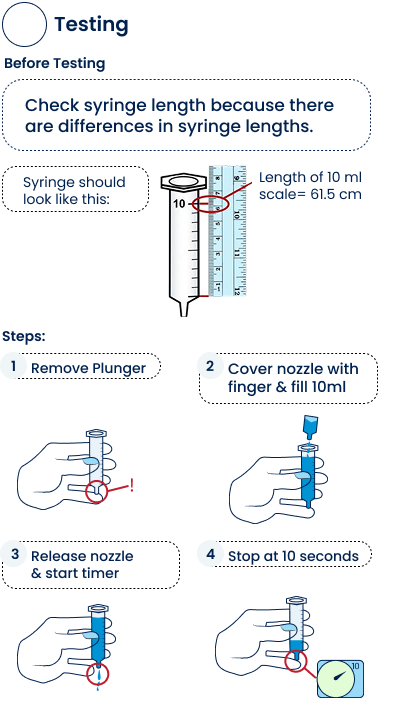 Testing
Before Testing
Check syringe length because there
are differences in syringe lengths.
Syringe should
look like this:
10
Length of 10 ml
scale= 61.5 cm
Steps:
1 Remove Plunger
2 Cover nozzle with
finger & fill 10ml
!
3 Release nozzle
& start timer
4 Stop at 10 seconds
10